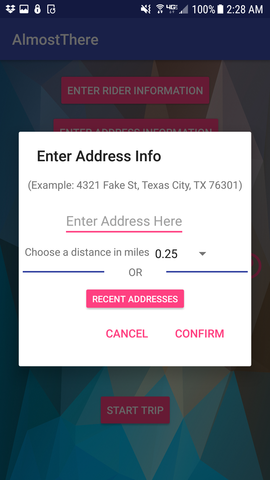 100% 2:28 AM
AlmostThere
ENTER RIDER INFORMATION
ENTER ADDRESS INFORMATION
Enter Address Info
(Example: 4321 Fake St, Texas City, TX 76301)
Enter Address Here
Choose a distance in miles 0.25
OR
RECENT ADDRESSES
CANCEL CONFIRM
START TRIP